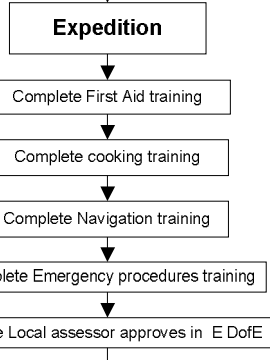 Expedition
Complete First Aid training
Complete cooking training
Complete Navigation training
Emergency procedures training
Local assessor approves in E DofE